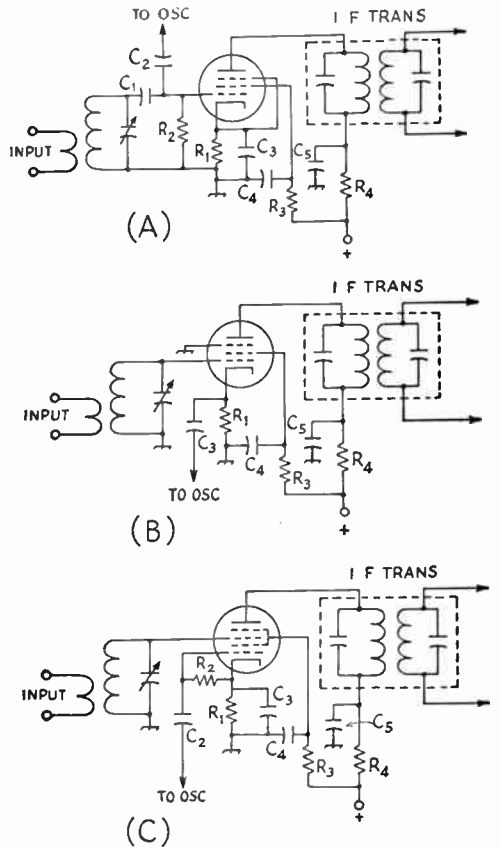 TO OSC
I F TRANS
C2
C1
R2
R1
C3
C5
INPUT
C4
R3
R4
+
(A)
I F TRANS
INPUT
R1
C5
C3
C4
R4
R3
TO OSC
+
(B)
I F TRANS
INPUT
R2
R1
C3
C2
C4
C5
R3
R4
TO OSC
+
(C)